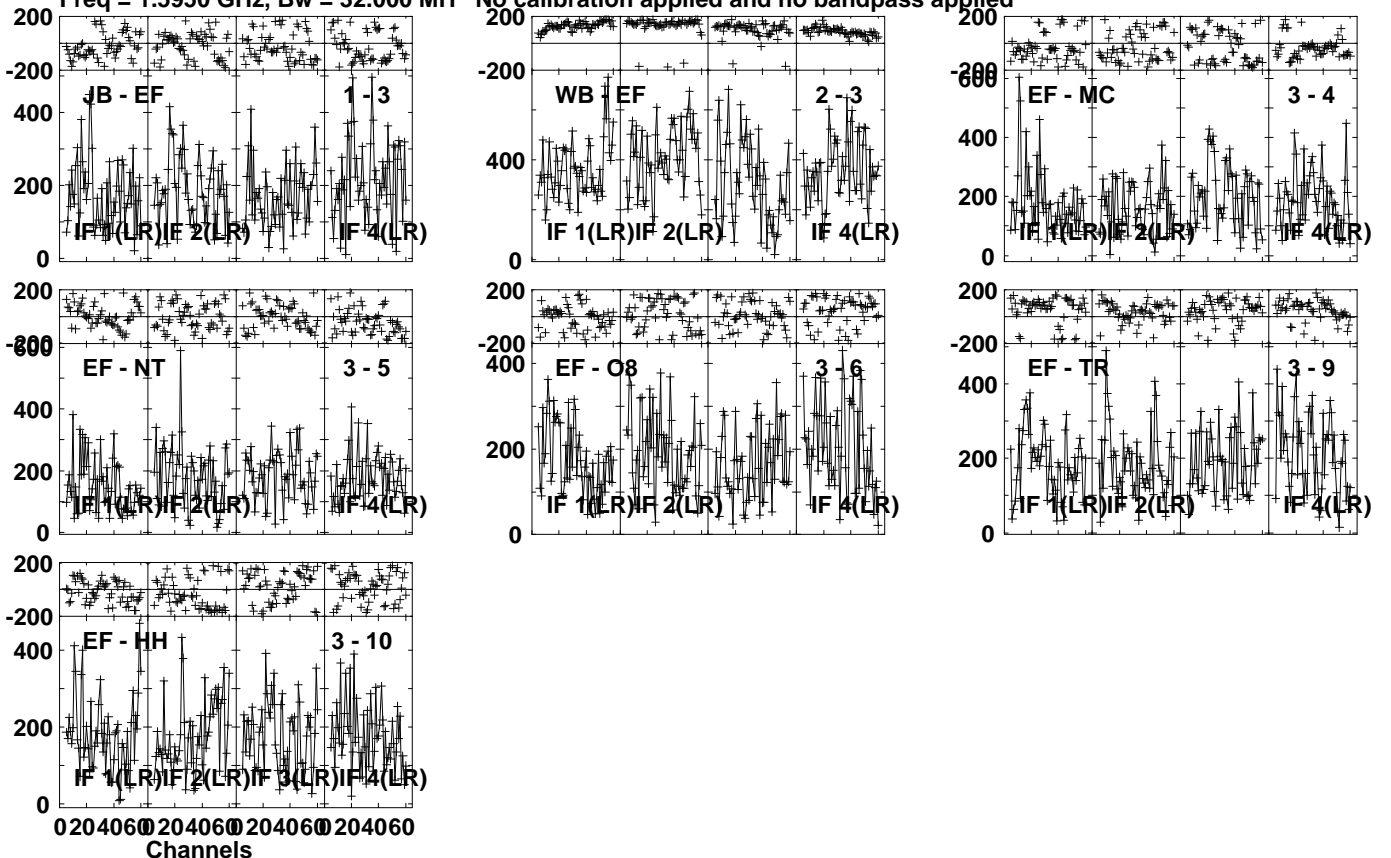 Freq = 1.5950 GHz, Bw = 32.000 MH No calibration applied and no bandpass applied
200
-200
JB - EF 1 - 3
400
200
0
IF 1(LR)IF 2(LR) IF 4(LR)
200
-200
WB - EF 2 - 3
400
0
IF 1(LR)IF 2(LR) IF 4(LR)
200
-200
600
EF - MC 3 - 4
400
200
0
IF 1(LR)IF 2(LR) IF 4(LR)
200
-200
600
EF - NT 3 - 5
400
200
0
IF 1(LR)IF 2(LR) IF 4(LR)
200
-200
400
EF - O8 3 - 6
200
0
IF 1(LR)IF 2(LR) IF 4(LR)
200
-200
EF - TR 3 - 9
400
200
0
IF 1(LR)IF 2(LR) IF 4(LR)
200
-200
EF - HH 3 - 10
400
200
0
IF 1(LR)IF 2(LR)IF 3(LR)IF 4(LR)
0 20 40 60 0 20 40 60 0 20 40 60 0 20 40 60
Channels